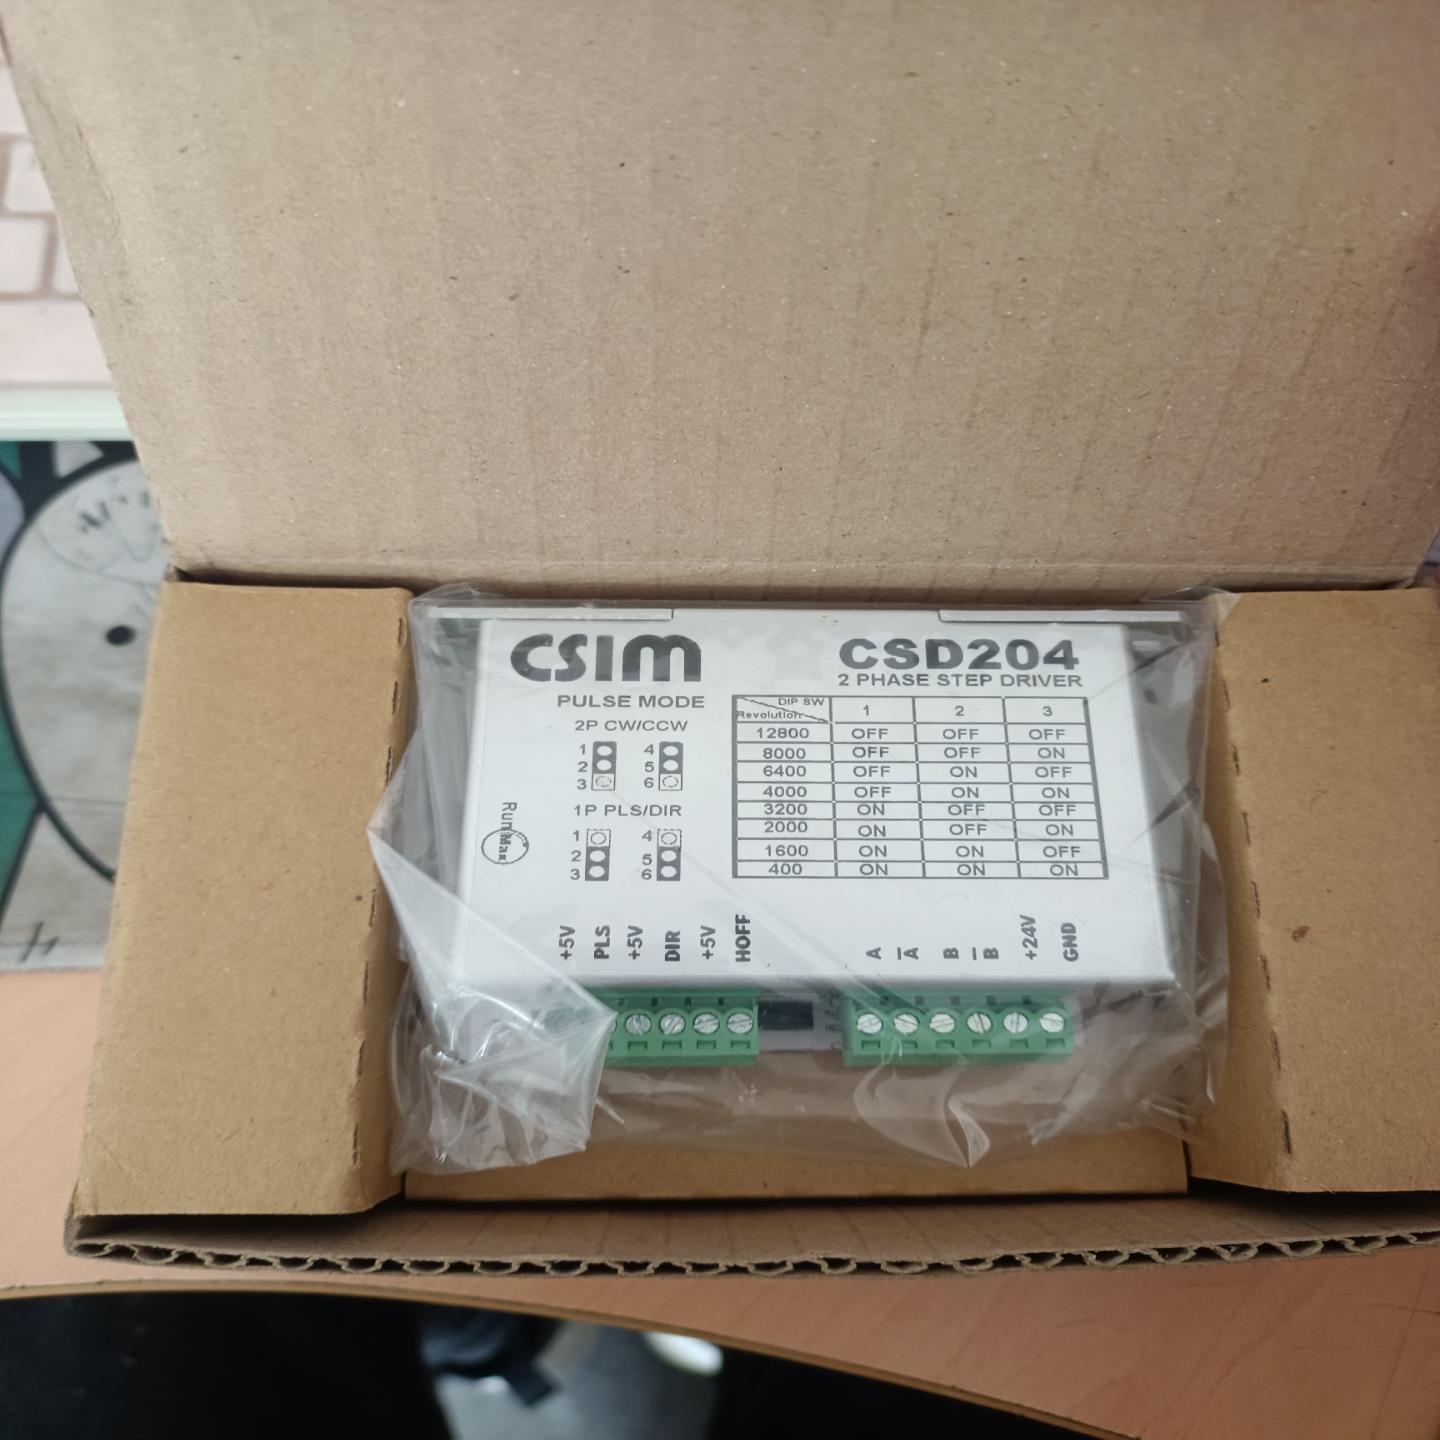 CSIM
CSD204
2 PHASE STEP DRIVER
PULSE MODE
2P CW/CCW
1 4
2 5
3 6
1P PLS/DIR
1 4
2 5
3 6
RunMax
DIP SW 1 2 3
Revolution
12800 OFF OFF OFF
8000 OFF OFF ON
6400 OFF ON OFF
4000 OFF ON ON
3200 ON OFF OFF
2000 ON OFF ON
1600 ON ON OFF
400 ON ON ON
+5V
PLS
+5V
DIR
+5V
HOFF
A
A̅
B
B̅
+24V
GND